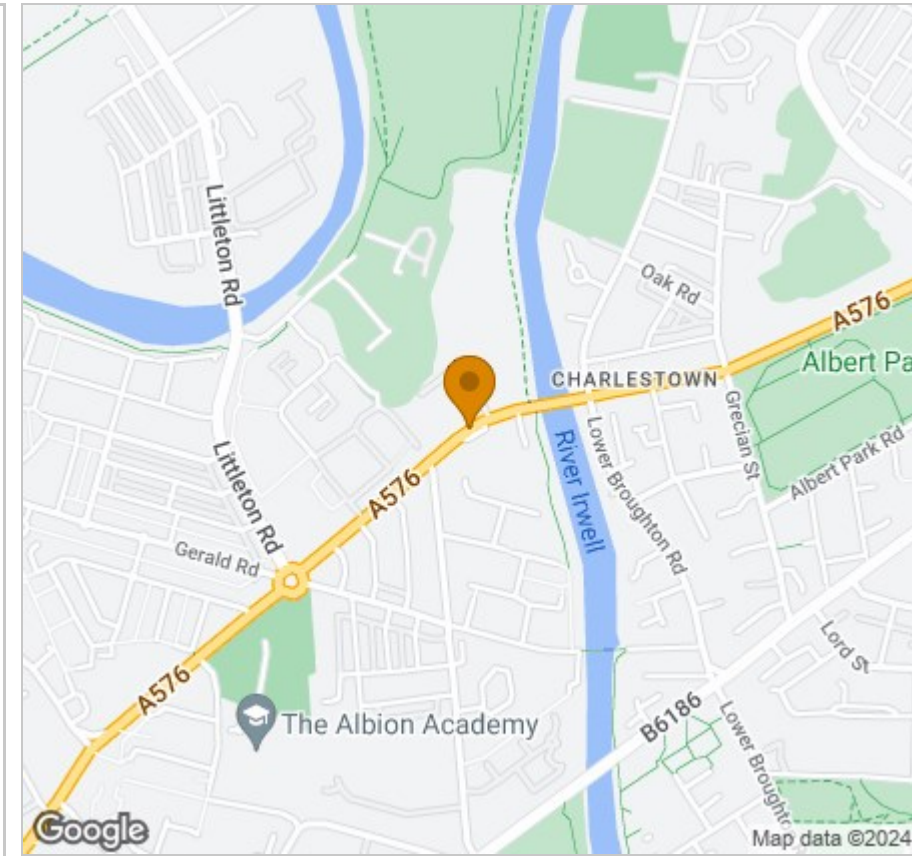 Littleton Rd
Oak Rd
A576
Albert Pa
CHARLESTOWN
Grecian St
River Irwell
Lower Broughton Rd
Albert Park Rd
Littleton Rd
A576
Gerald Rd
Lord St
A576
The Albion Academy
B6186
Lower Broughto
Google
Map data ©2024